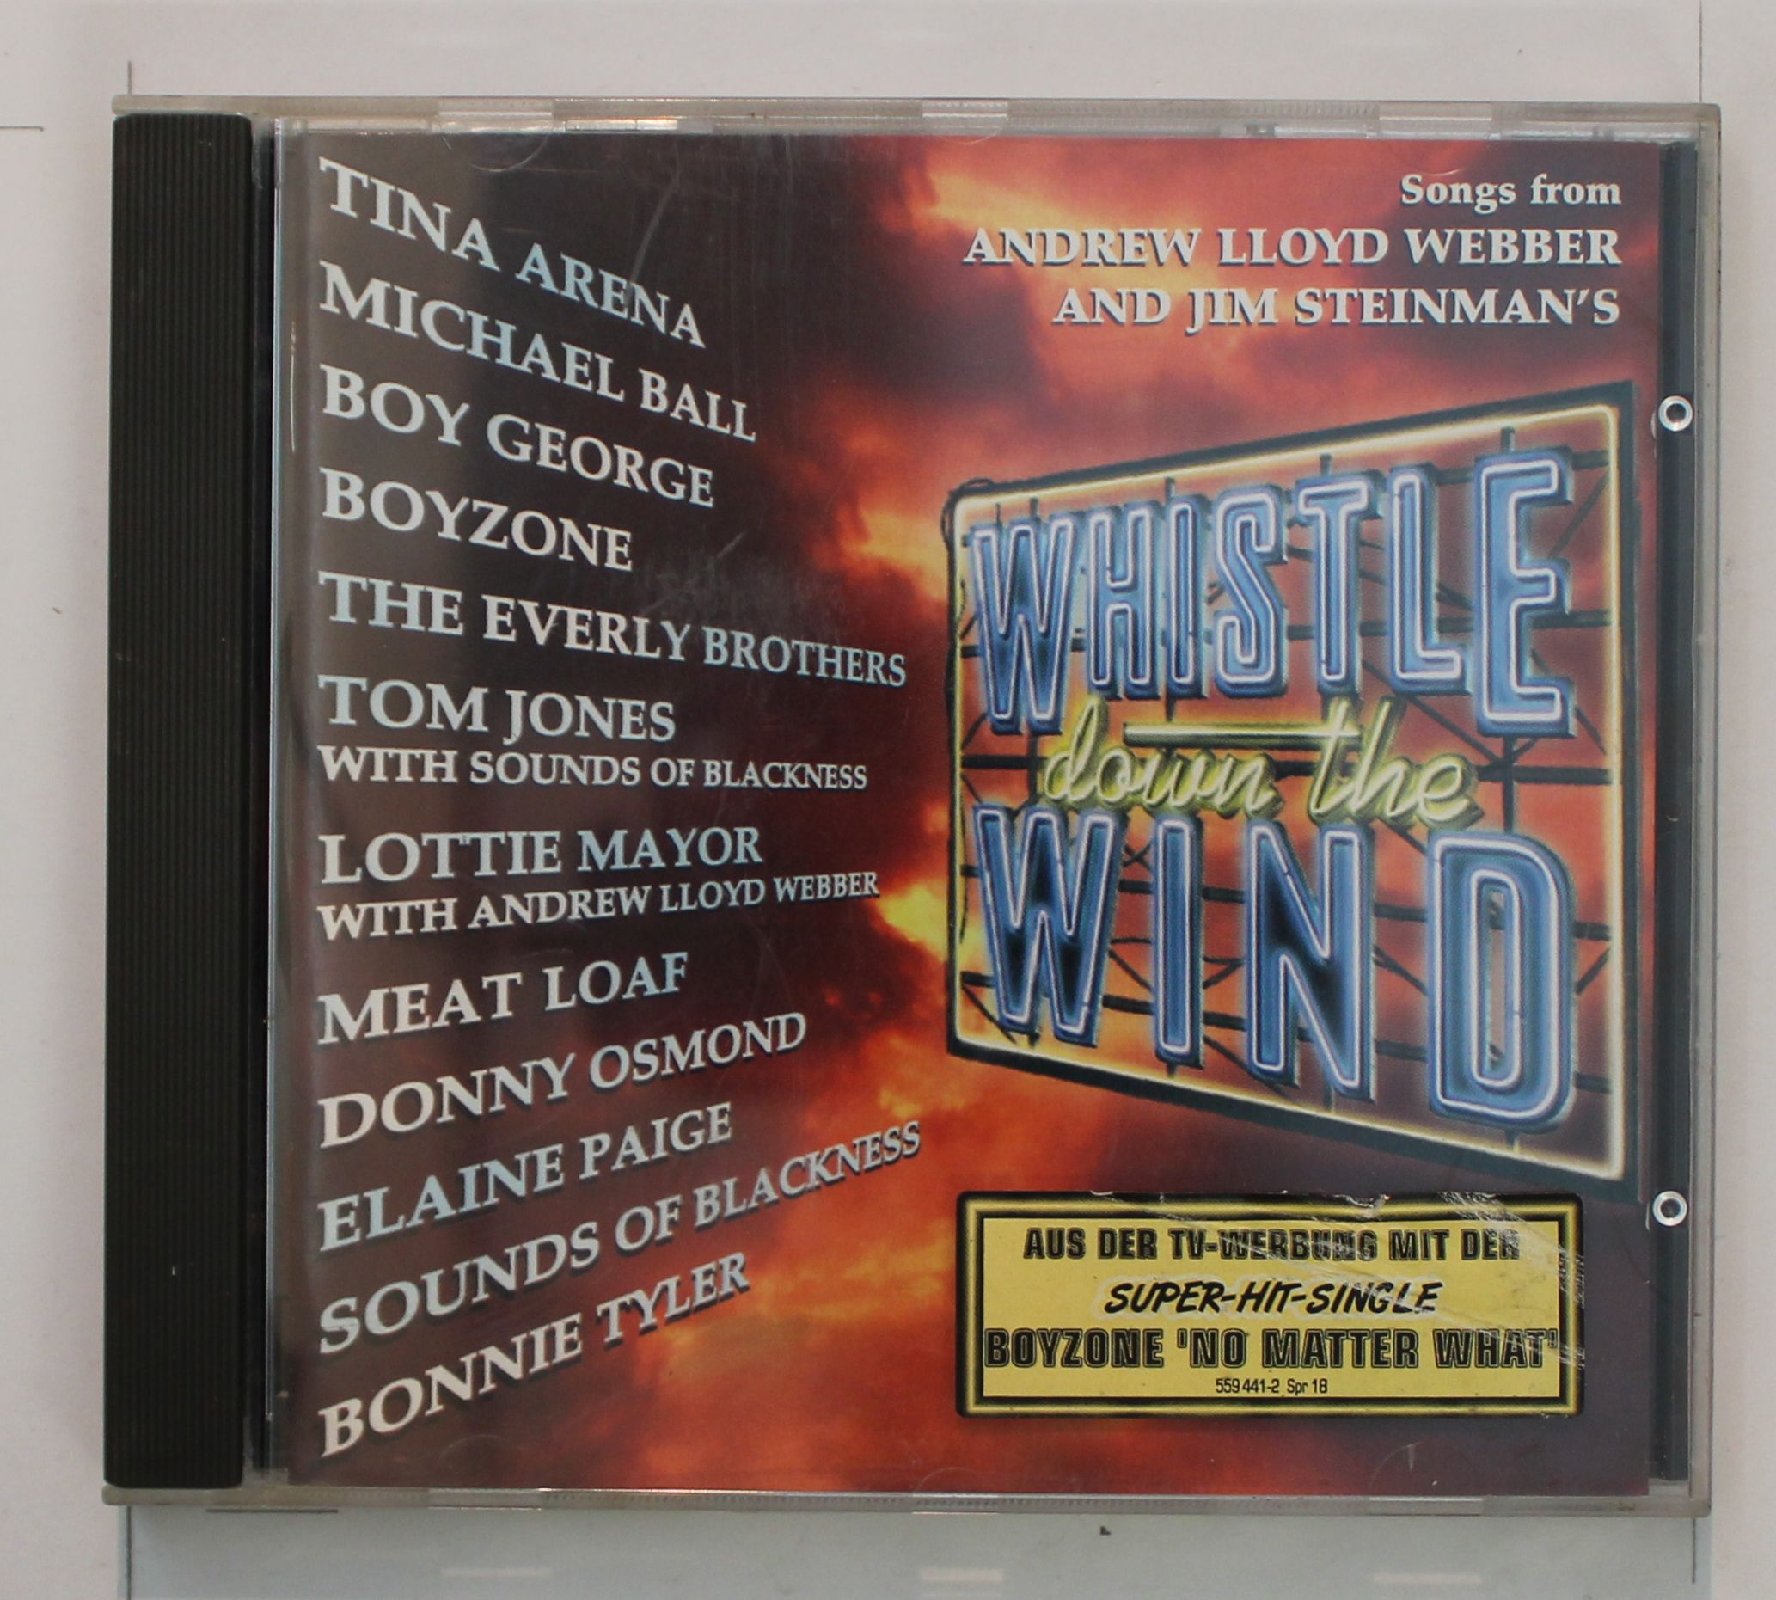 TINA ARENA
MICHAEL BALL
BOY GEORGE
BOYZONE
THE EVERLY BROTHERS
TOM JONES
WITH SOUNDS OF BLACKNESS
LOTTIE MAYOR
WITH ANDREW LLOYD WEBBER
MEAT LOAF
DONNY OSMOND
ELAINE PAIGE
SOUNDS OF BLACKNESS
BONNIE TYLER
Songs from
ANDREW LLOYD WEBBER
AND JIM STEINMAN'S
WHISTLE
down the
WIND
AUS DER TV-WERBUNG MIT DER
SUPER-HIT-SINGLE
BOYZONE 'NO MATTER WHAT'
559 441-2 Spr 18